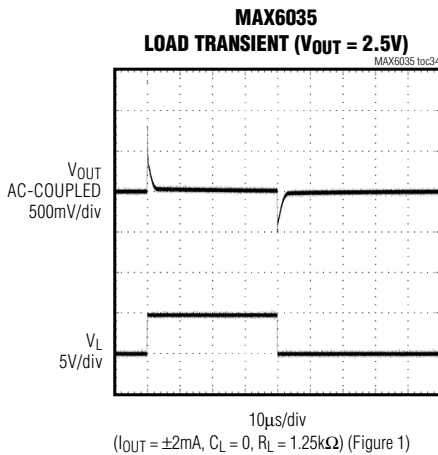 MAX6035
LOAD TRANSIENT (VOUT = 2.5V)
MAX6035 toc34
VOUT
AC-COUPLED
500mV/div
VL
5V/div
10μs/div
(IOUT = ±2mA, CL = 0, RL = 1.25kΩ) (Figure 1)